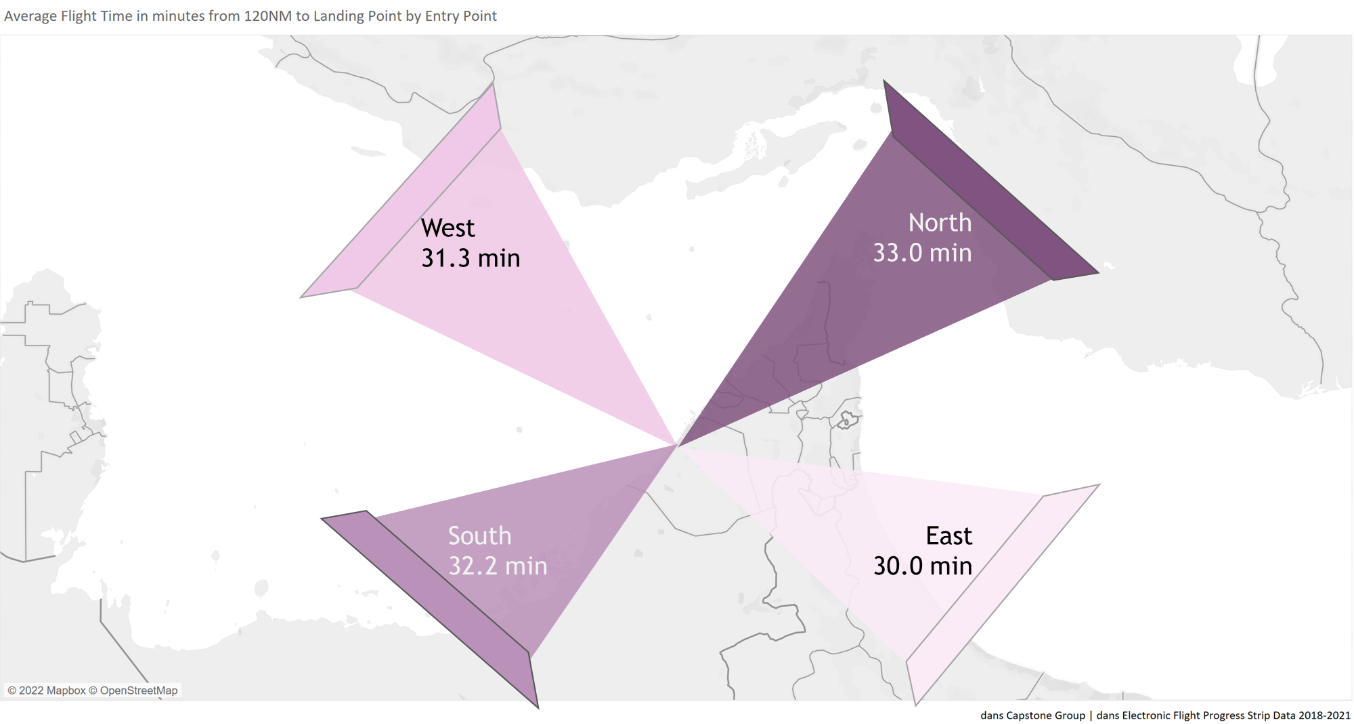 Average Flight Time in minutes from 120NM to Landing Point by Entry Point
West
31.3 min
North
33.0 min
South
32.2 min
East
30.0 min
© 2022 Mapbox © OpenStreetMap
dans Capstone Group | dans Electronic Flight Progress Strip Data 2018-2021